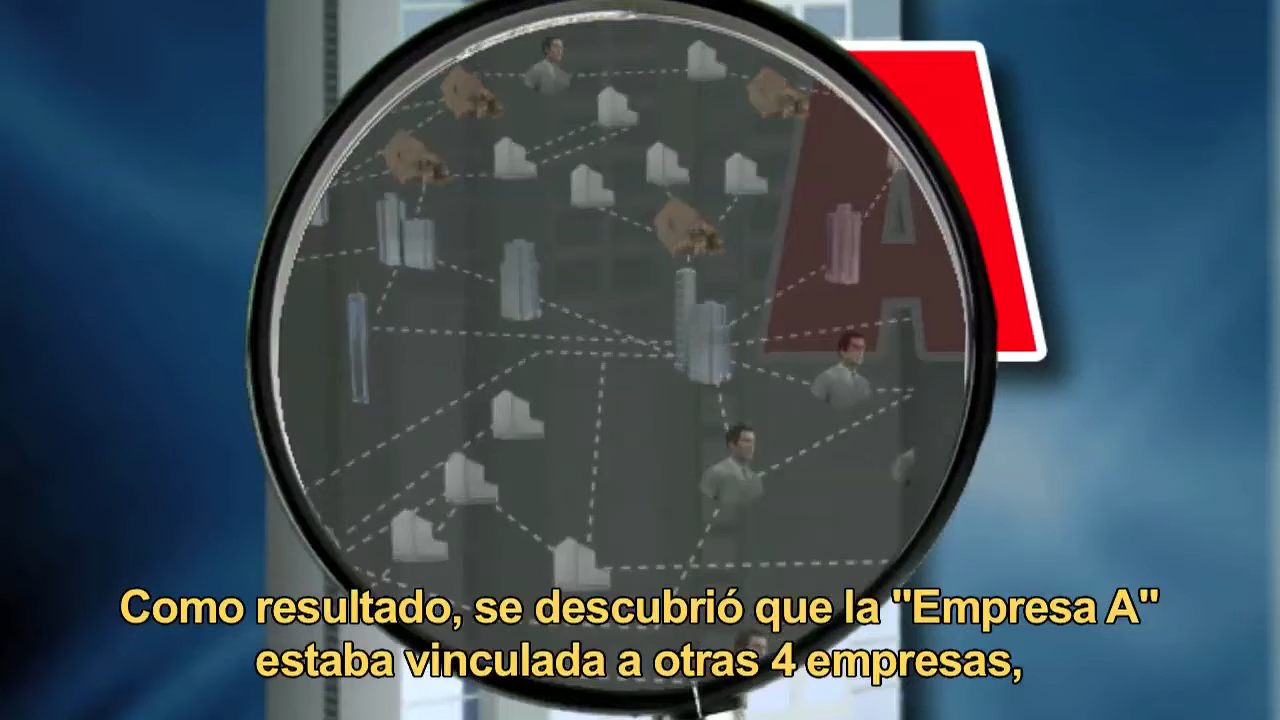 A
Como resultado, se descubrió que la "Empresa A"
estaba vinculada a otras 4 empresas,